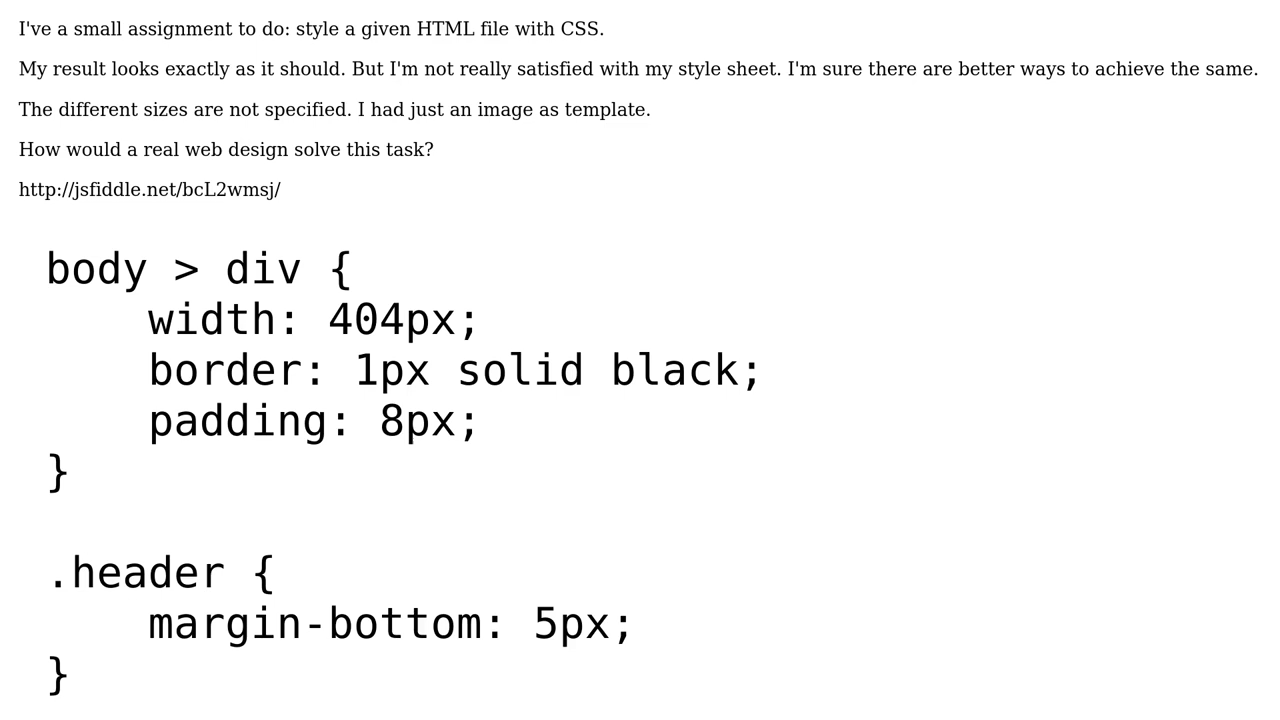 I've a small assignment to do: style a given HTML file with CSS.
My result looks exactly as it should. But I'm not really satisfied with my style sheet. I'm sure there are better ways to achieve the same.
The different sizes are not specified. I had just an image as template.
How would a real web design solve this task?
http://jsfiddle.net/bcL2wmsj/
body > div {
    width: 404px;
    border: 1px solid black;
    padding: 8px;
}
.header {
    margin-bottom: 5px;
}